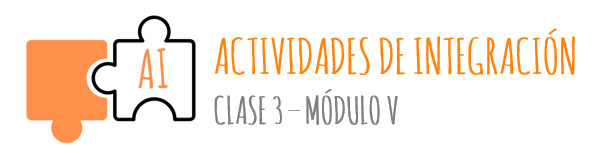 AI
ACTIVIDADES DE INTEGRACIÓN
CLASE 3 – MÓDULO V